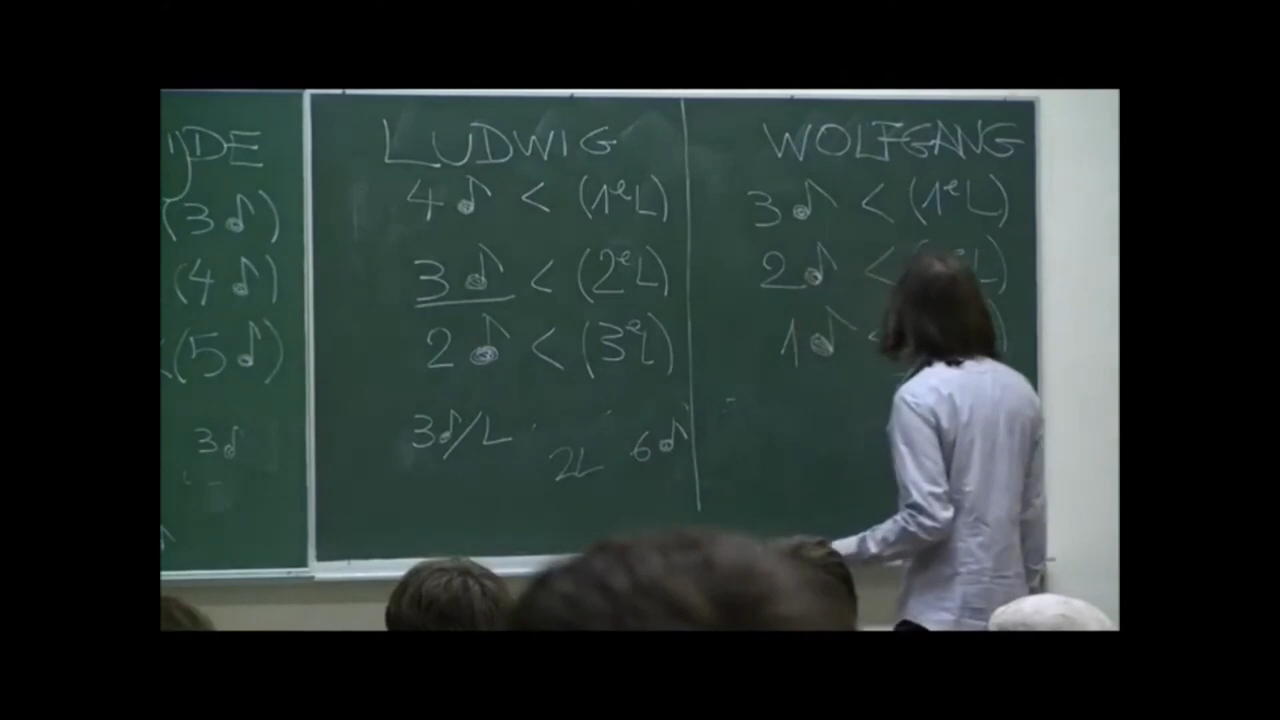 IJDE
(3♪)
(4♪)
<(5♪)
3♪
LUDWIG
4♪ < (1ᵉL)
3♪ < (2ᵉL)
2♪ < (3ᵉL)
3♪/L
2L 6♪
WOLFGANG
3♪ < (1ᵉL)
2♪ < L)
1♪ <